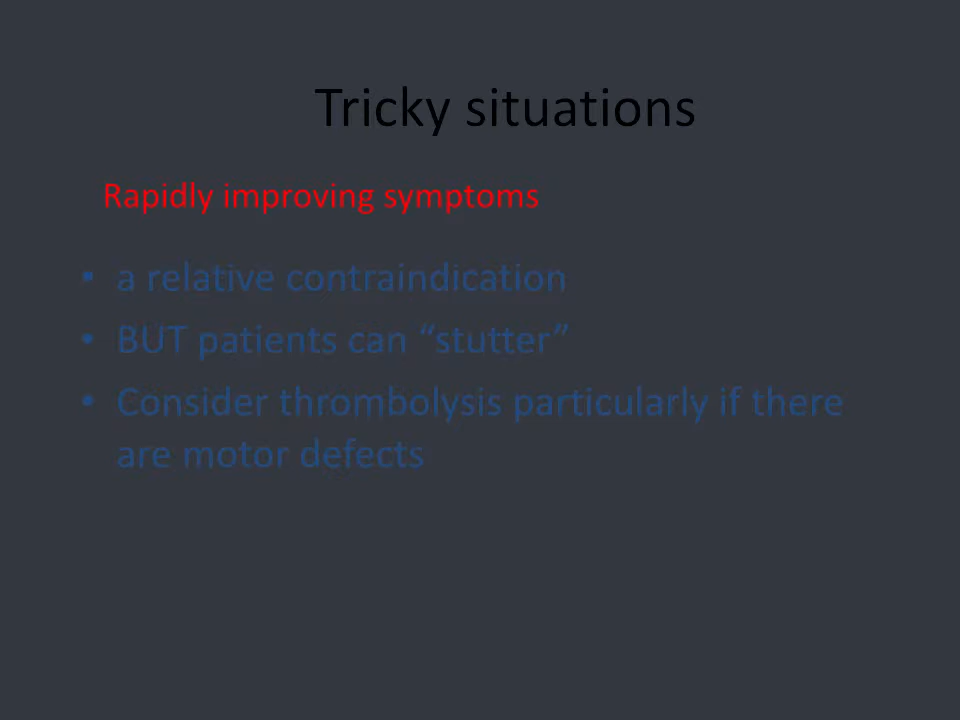 Tricky situations
Rapidly improving symptoms
• a relative contraindication
• BUT patients can “stutter”
• Consider thrombolysis particularly if there
are motor defects